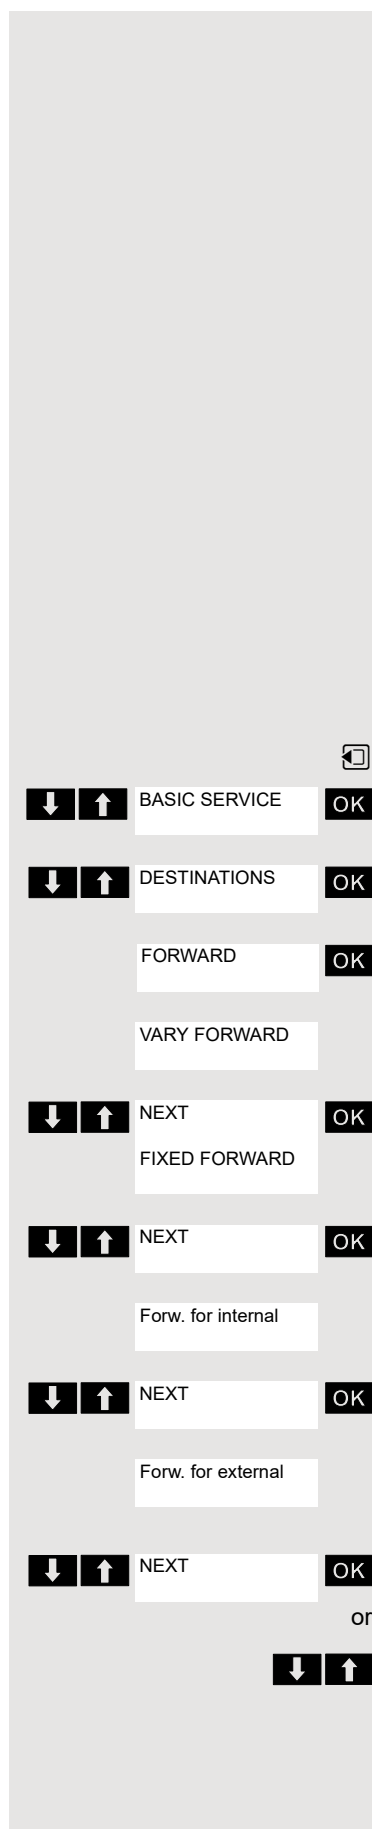 BASIC SERVICE OK
DESTINATIONS OK
FORWARD OK
VARY FORWARD
NEXT OK
FIXED FORWARD
NEXT OK
Forw. for internal
NEXT OK
Forw. for external
NEXT OK
or